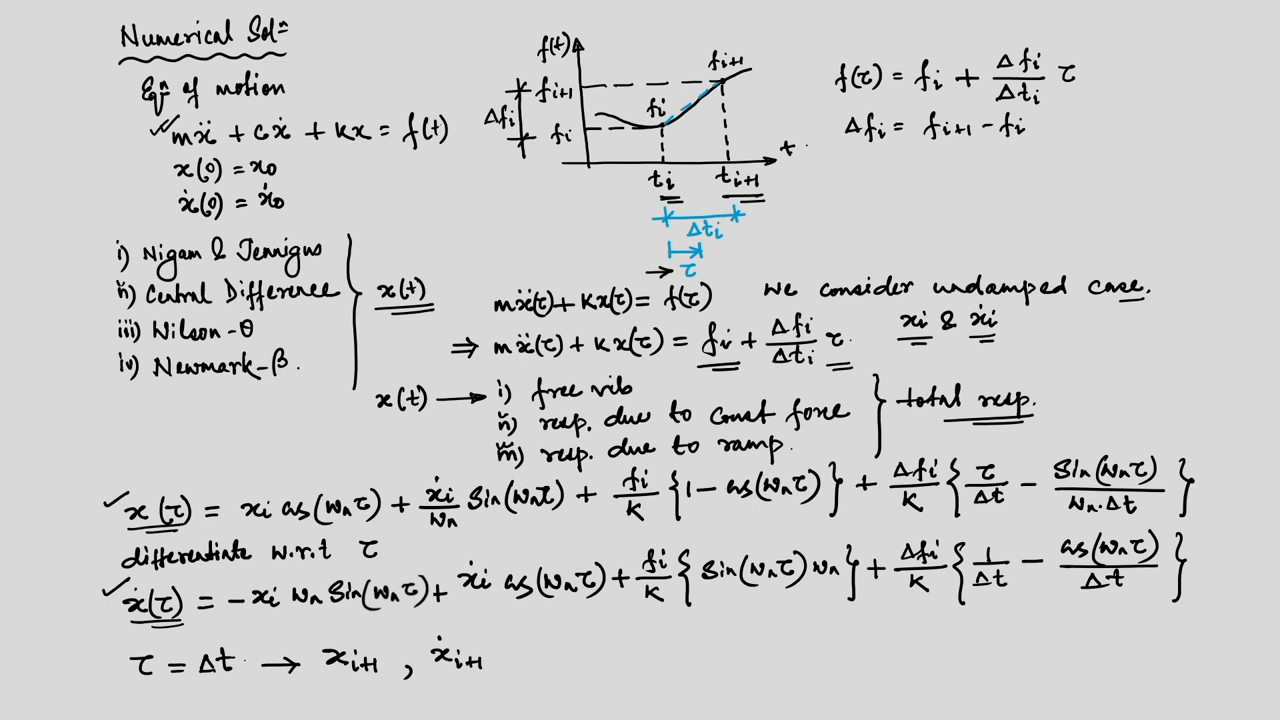 Numerical Solⁿ
Eqⁿ of motion
mẍ + cẋ + kx = f(t)
x(0) = x0
ẋ(0) = ẋ0
i) Nigam & Jennigns
ii) Central Difference
iii) Wilson-θ
iv) Newmark-β.
x(t)
f(t)
fi+1
Δfi
fi
fi
fi+1
t
ti
ti+1
Δti
τ
f(τ) = fi + Δfi/Δti τ
Δfi = fi+1 - fi
mẍ(τ) + kx(τ) = f(τ) we consider undamped case.
⇒ mẍ(τ) + kx(τ) = fi + Δfi/Δti τ xi & ẋi
x(t) → i) free vib
ii) resp. due to const force
iii) resp. due to ramp.
total resp.
x(τ) = xi cos(ωnτ) + ẋi/ωn sin(ωnτ) + fi/k {1 - cos(ωnτ)} + Δfi/k {τ/Δt - sin(ωnτ)/ωn.Δt}
differentiate w.r.t τ
ẋ(τ) = -xi ωn sin(ωnτ) + ẋi cos(ωnτ) + fi/k {sin(ωnτ) ωn} + Δfi/k {1/Δt - cos(ωnτ)/Δt}
τ = Δt → xi+1 , ẋi+1